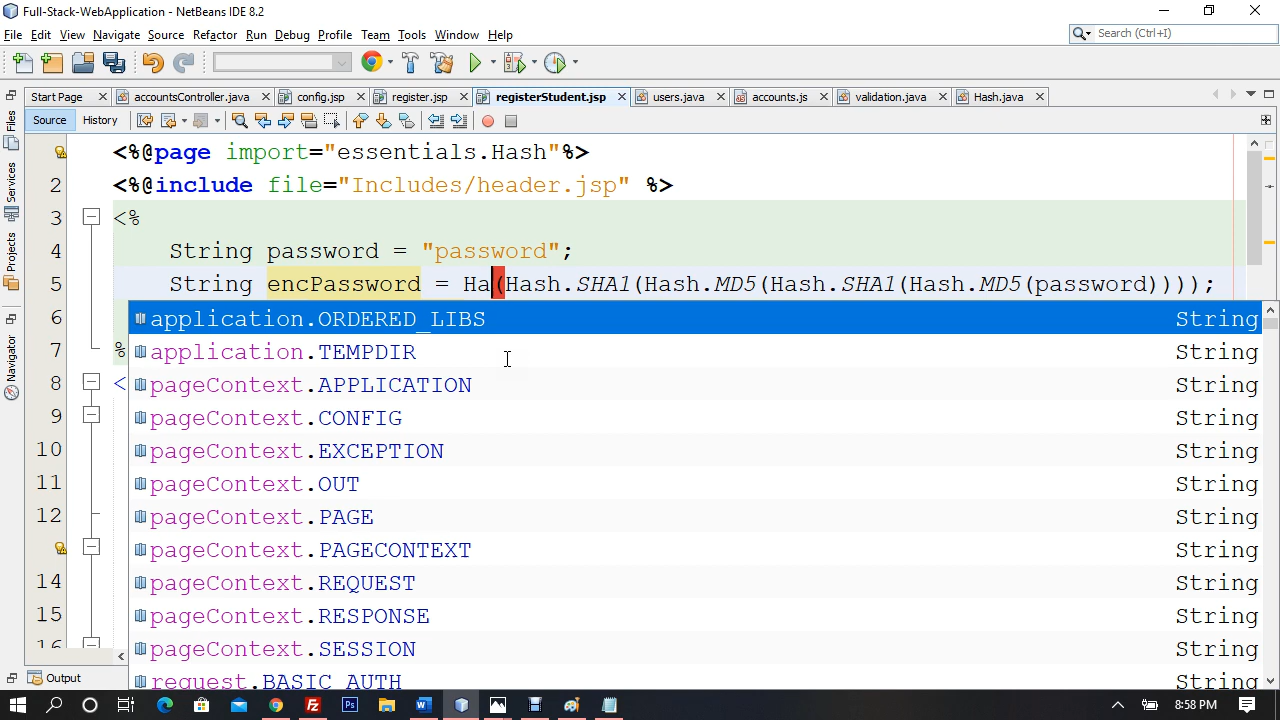 Full-Stack-WebApplication - NetBeans IDE 8.2
File Edit View Navigate Source Refactor Run Debug Profile Team Tools Window Help
Search (Ctrl+I)
Start Page accountsController.java config.jsp register.jsp registerStudent.jsp users.java accounts.js validation.java Hash.java
Source History
Files
Services
Projects
Navigator
<%@page import="essentials.Hash"%>
2 <%@include file="Includes/header.jsp" %>
3 <%
4 String password = "password";
5 String encPassword = Ha(Hash.SHA1(Hash.MD5(Hash.SHA1(Hash.MD5(password))));
6 application.ORDERED_LIBS String
7 % application.TEMPDIR String
8 < pageContext.APPLICATION String
9 pageContext.CONFIG String
10 pageContext.EXCEPTION String
11 pageContext.OUT String
12 pageContext.PAGE String
pageContext.PAGECONTEXT String
14 pageContext.REQUEST String
15 pageContext.RESPONSE String
16 pageContext.SESSION String
request.BASIC_AUTH String
Output
8:58 PM